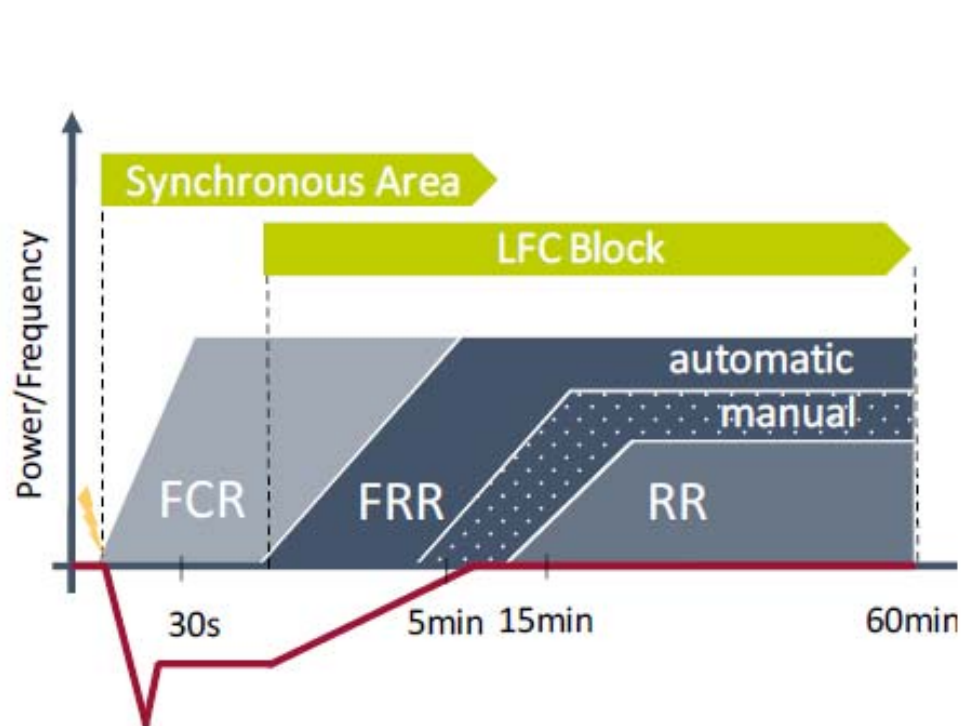 Synchronous Area
LFC Block
Power/Frequency
automatic
manual
FCR
FRR
RR
30s
5min
15min
60min